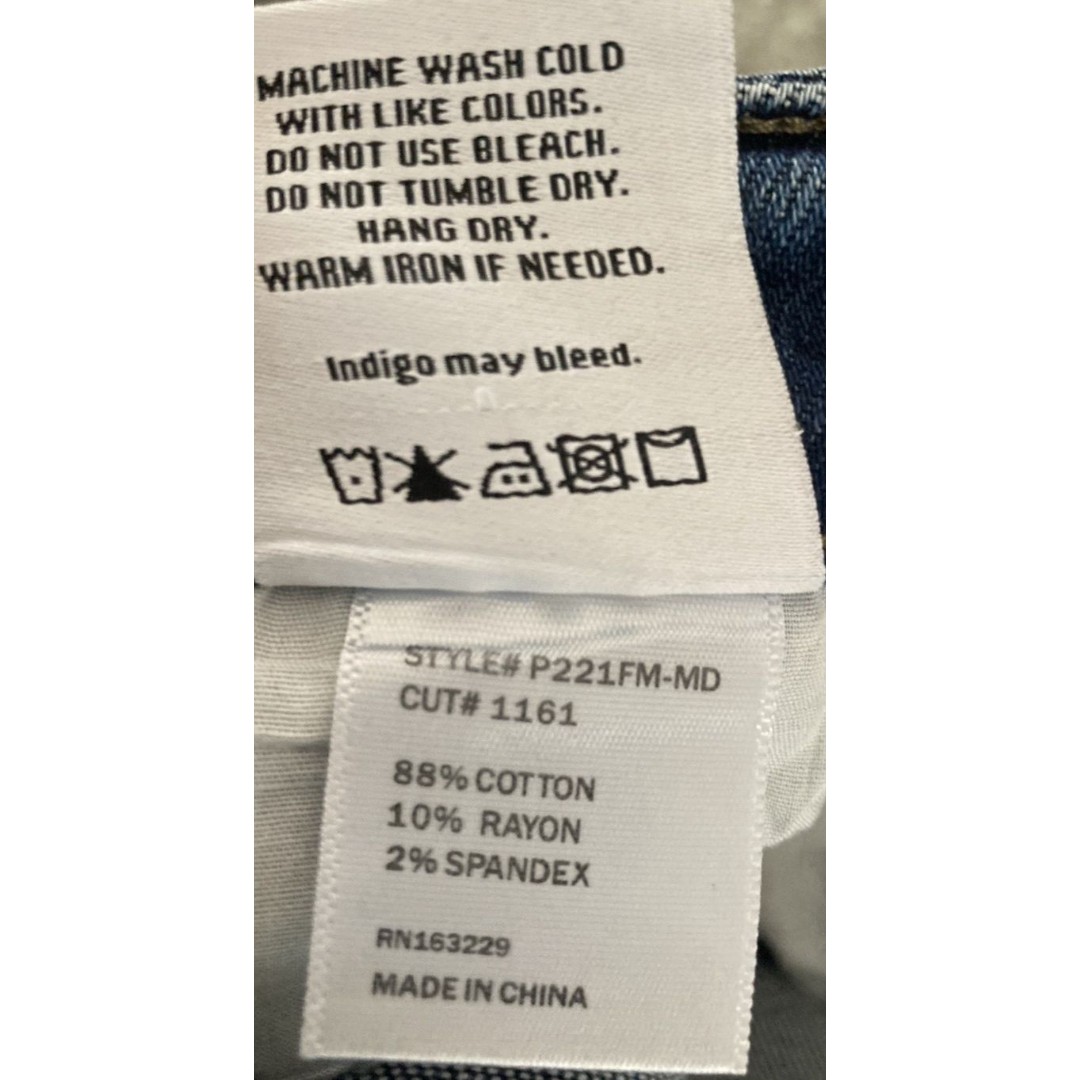 MACHINE WASH COLD
WITH LIKE COLORS.
DO NOT USE BLEACH.
DO NOT TUMBLE DRY.
HANG DRY.
WARM IRON IF NEEDED.
Indigo may bleed.
STYLE# P221FM-MD
CUT# 1161
88% COTTON
10% RAYON
2% SPANDEX
RN163229
MADE IN CHINA